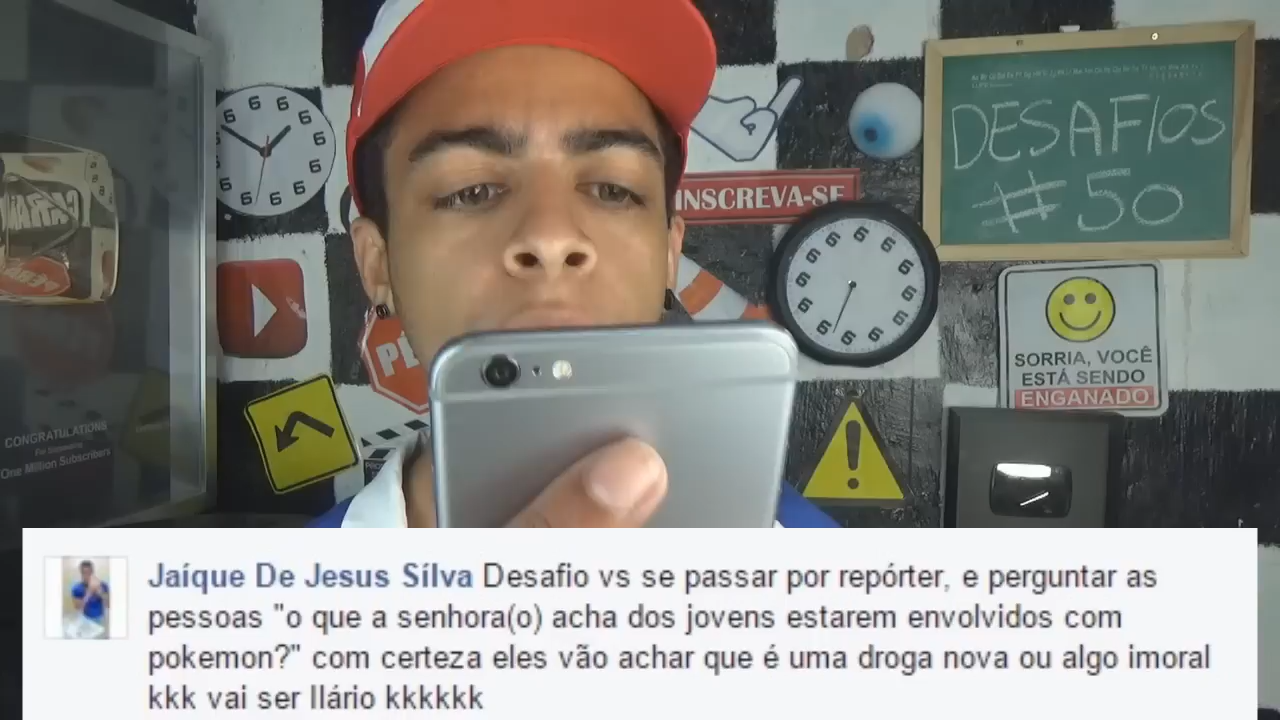 DESAFIOS
#50
INSCREVA-SE
PE
SORRIA, VOCÊ
ESTÁ SENDO
ENGANADO
CONGRATULATIONS
One Million Subscribers
Jaíque De Jesus Sílva Desafio vs se passar por repórter, e perguntar as
pessoas "o que a senhora(o) acha dos jovens estarem envolvidos com
pokemon?" com certeza eles vão achar que é uma droga nova ou algo imoral
kkk vai ser Ilário kkkkkk